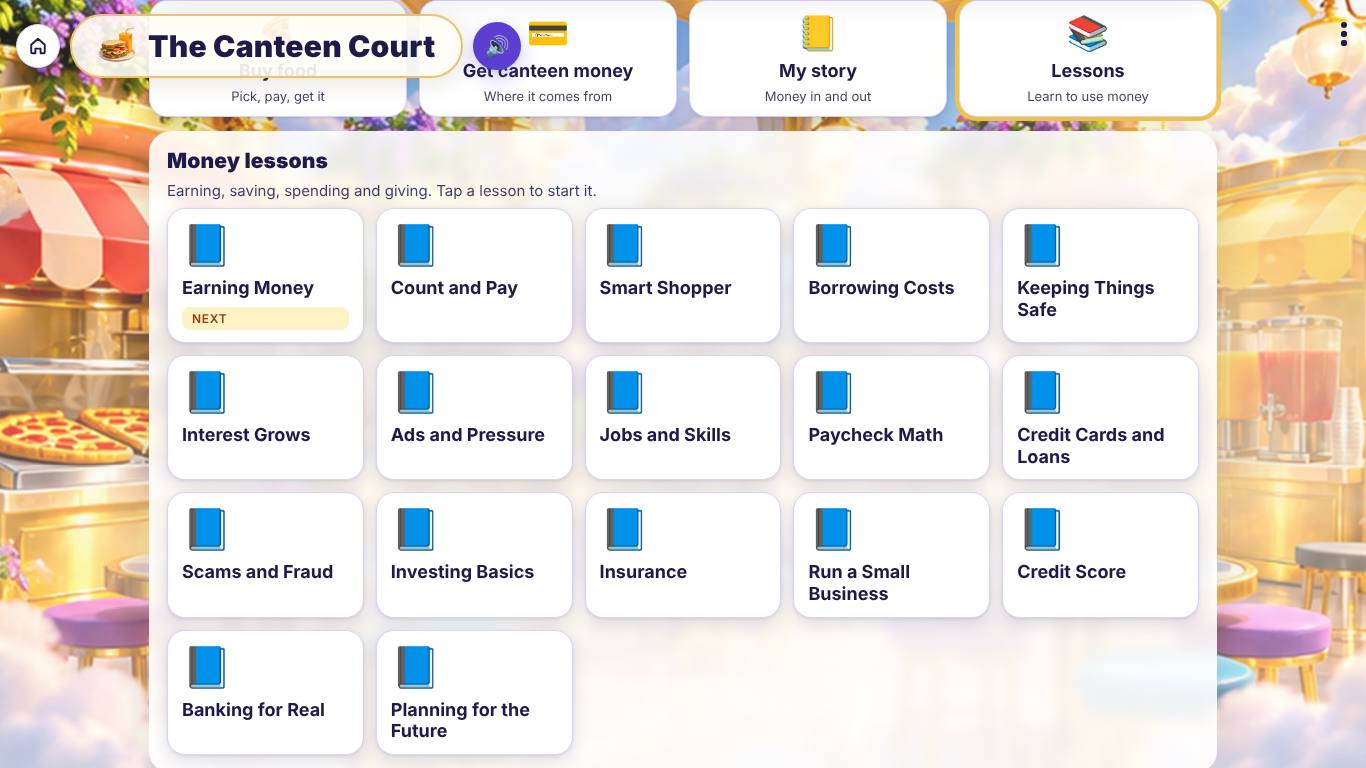 The Canteen Court
Buy food
Pick, pay, get it
Get canteen money
Where it comes from
My story
Money in and out
Lessons
Learn to use money
Money lessons
Earning, saving, spending and giving. Tap a lesson to start it.
Earning Money
NEXT
Count and Pay
Smart Shopper
Borrowing Costs
Keeping Things
Safe
Interest Grows
Ads and Pressure
Jobs and Skills
Paycheck Math
Credit Cards and
Loans
Scams and Fraud
Investing Basics
Insurance
Run a Small
Business
Credit Score
Banking for Real
Planning for the
Future